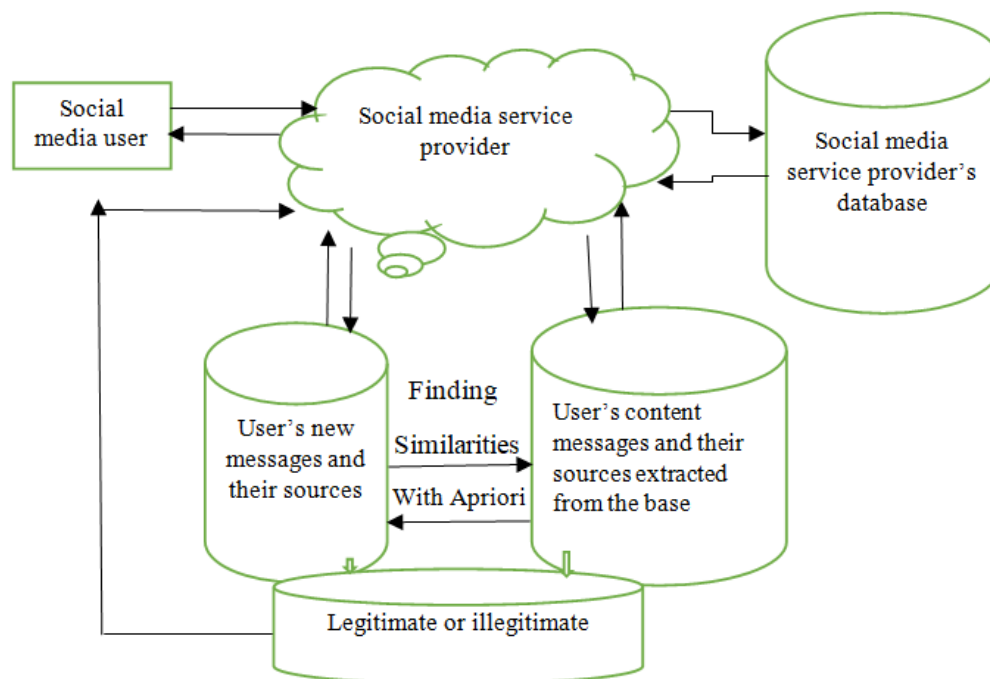 Social
media user
Social media service
provider
Social media
service provider's
database
User's new
messages and
their sources
Finding
Similarities
With Apriori
User's content
messages and their
sources extracted
from the base
Legitimate or illegitimate